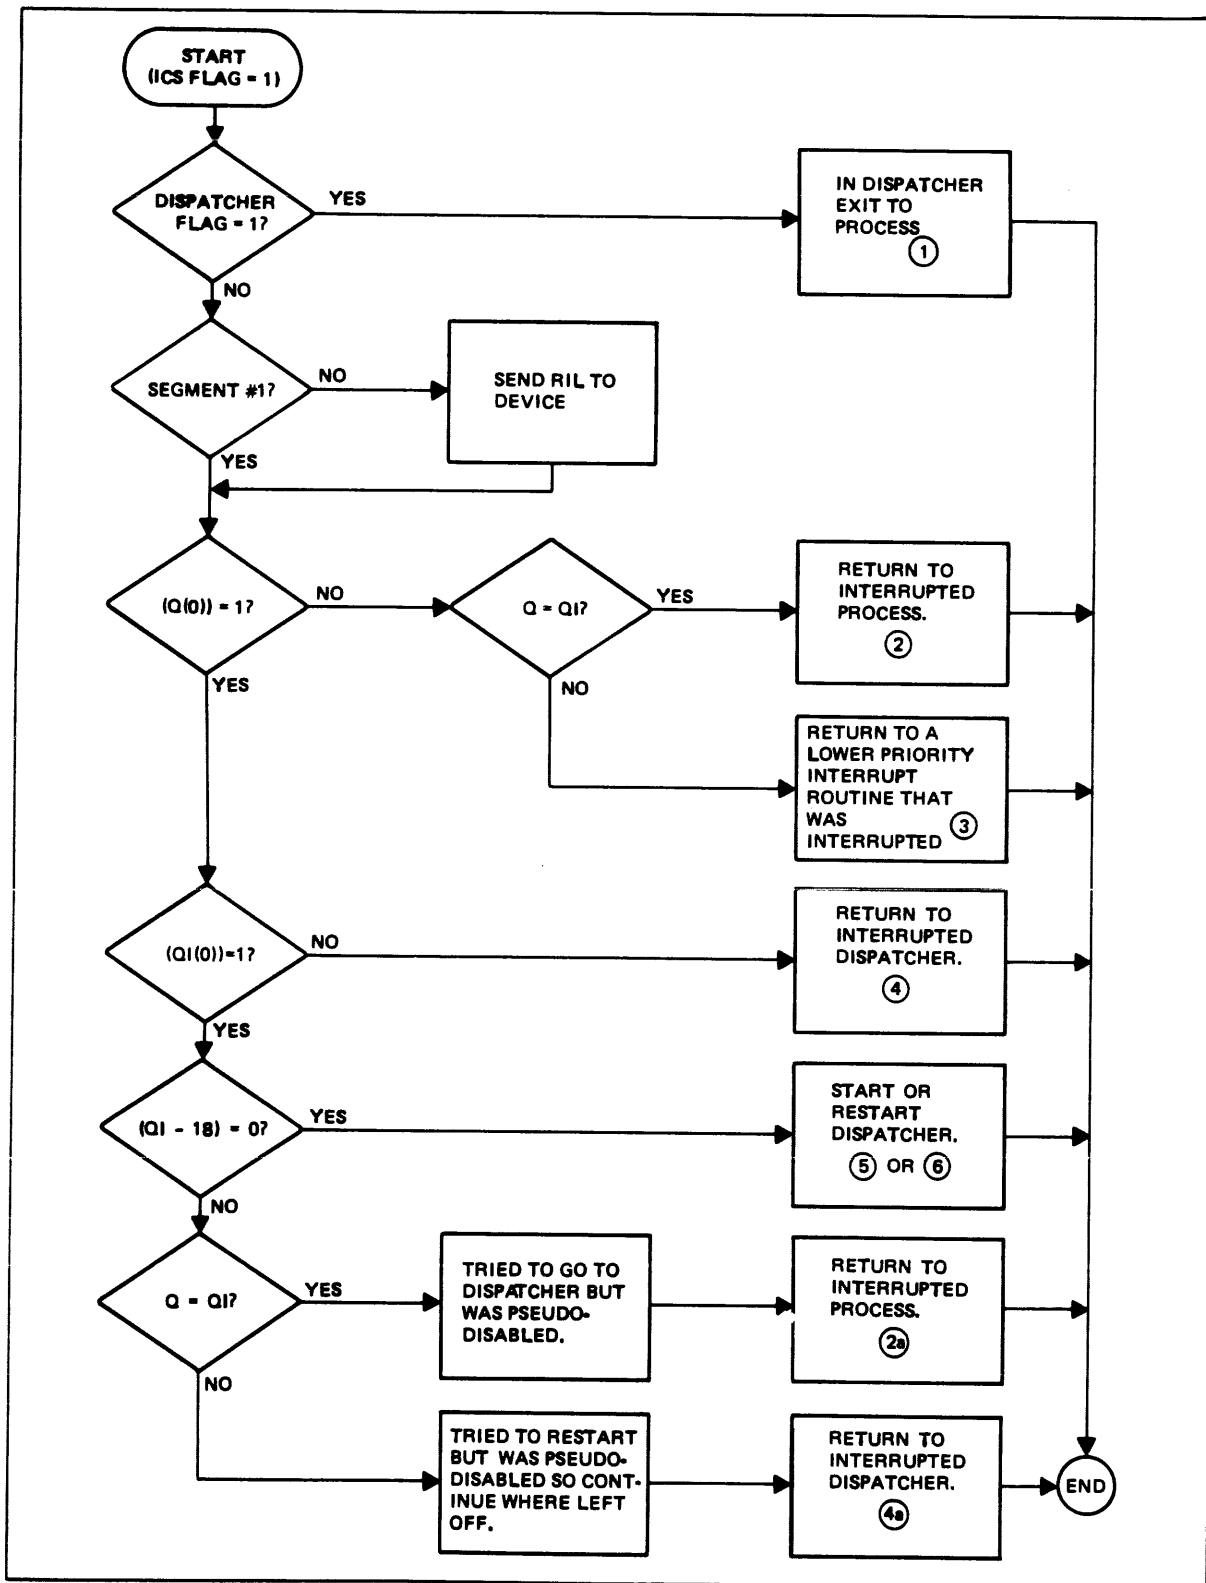 START
(ICS FLAG = 1)
DISPATCHER
FLAG = 1?
YES
IN DISPATCHER
EXIT TO
PROCESS
1
NO
SEGMENT #1?
NO
SEND RIL TO
DEVICE
YES
(Q(0)) = 1?
NO
Q = QI?
YES
RETURN TO
INTERRUPTED
PROCESS.
2
YES
NO
RETURN TO A
LOWER PRIORITY
INTERRUPT
ROUTINE THAT
WAS
INTERRUPTED
3
(QI(0))=1?
NO
RETURN TO
INTERRUPTED
DISPATCHER.
4
YES
(QI - 18) = 0?
YES
START OR
RESTART
DISPATCHER.
5 OR 6
NO
Q = QI?
YES
TRIED TO GO TO
DISPATCHER BUT
WAS PSEUDO-
DISABLED.
RETURN TO
INTERRUPTED
PROCESS.
2a
NO
TRIED TO RESTART
BUT WAS PSEUDO-
DISABLED SO CONT-
INUE WHERE LEFT
OFF.
RETURN TO
INTERRUPTED
DISPATCHER.
4a
END